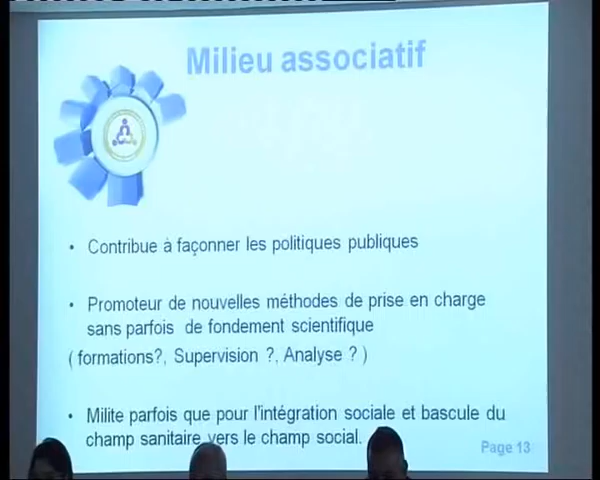 Milieu associatif
• Contribue à façonner les politiques publiques
• Promoteur de nouvelles méthodes de prise en charge
sans parfois de fondement scientifique
( formations?, Supervision ?, Analyse ? )
• Milite parfois que pour l'intégration sociale et bascule du
champ sanitaire vers le champ social.
Page 13